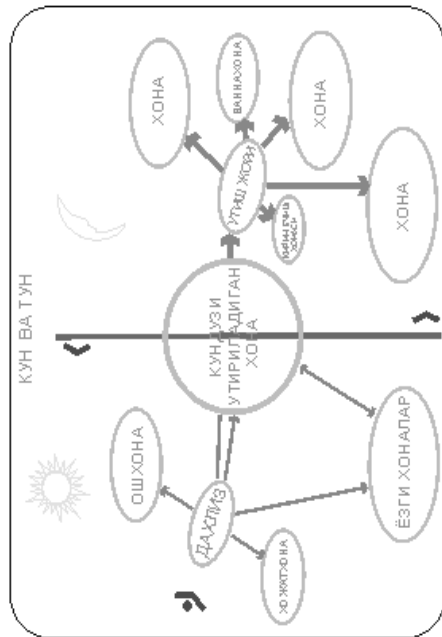 КУН ВА ТУН
ОШХОНА
ДАХЛИЗ
ХОЖАТХОНА
ЁЗГИ ХОНАЛАР
КУНДУЗИ
УТИРИЛАДИГАН
ХОНА
УТИШ ЖОЙИ
ХОНА
ВАННАХОНА
ХОНА
ХОНА